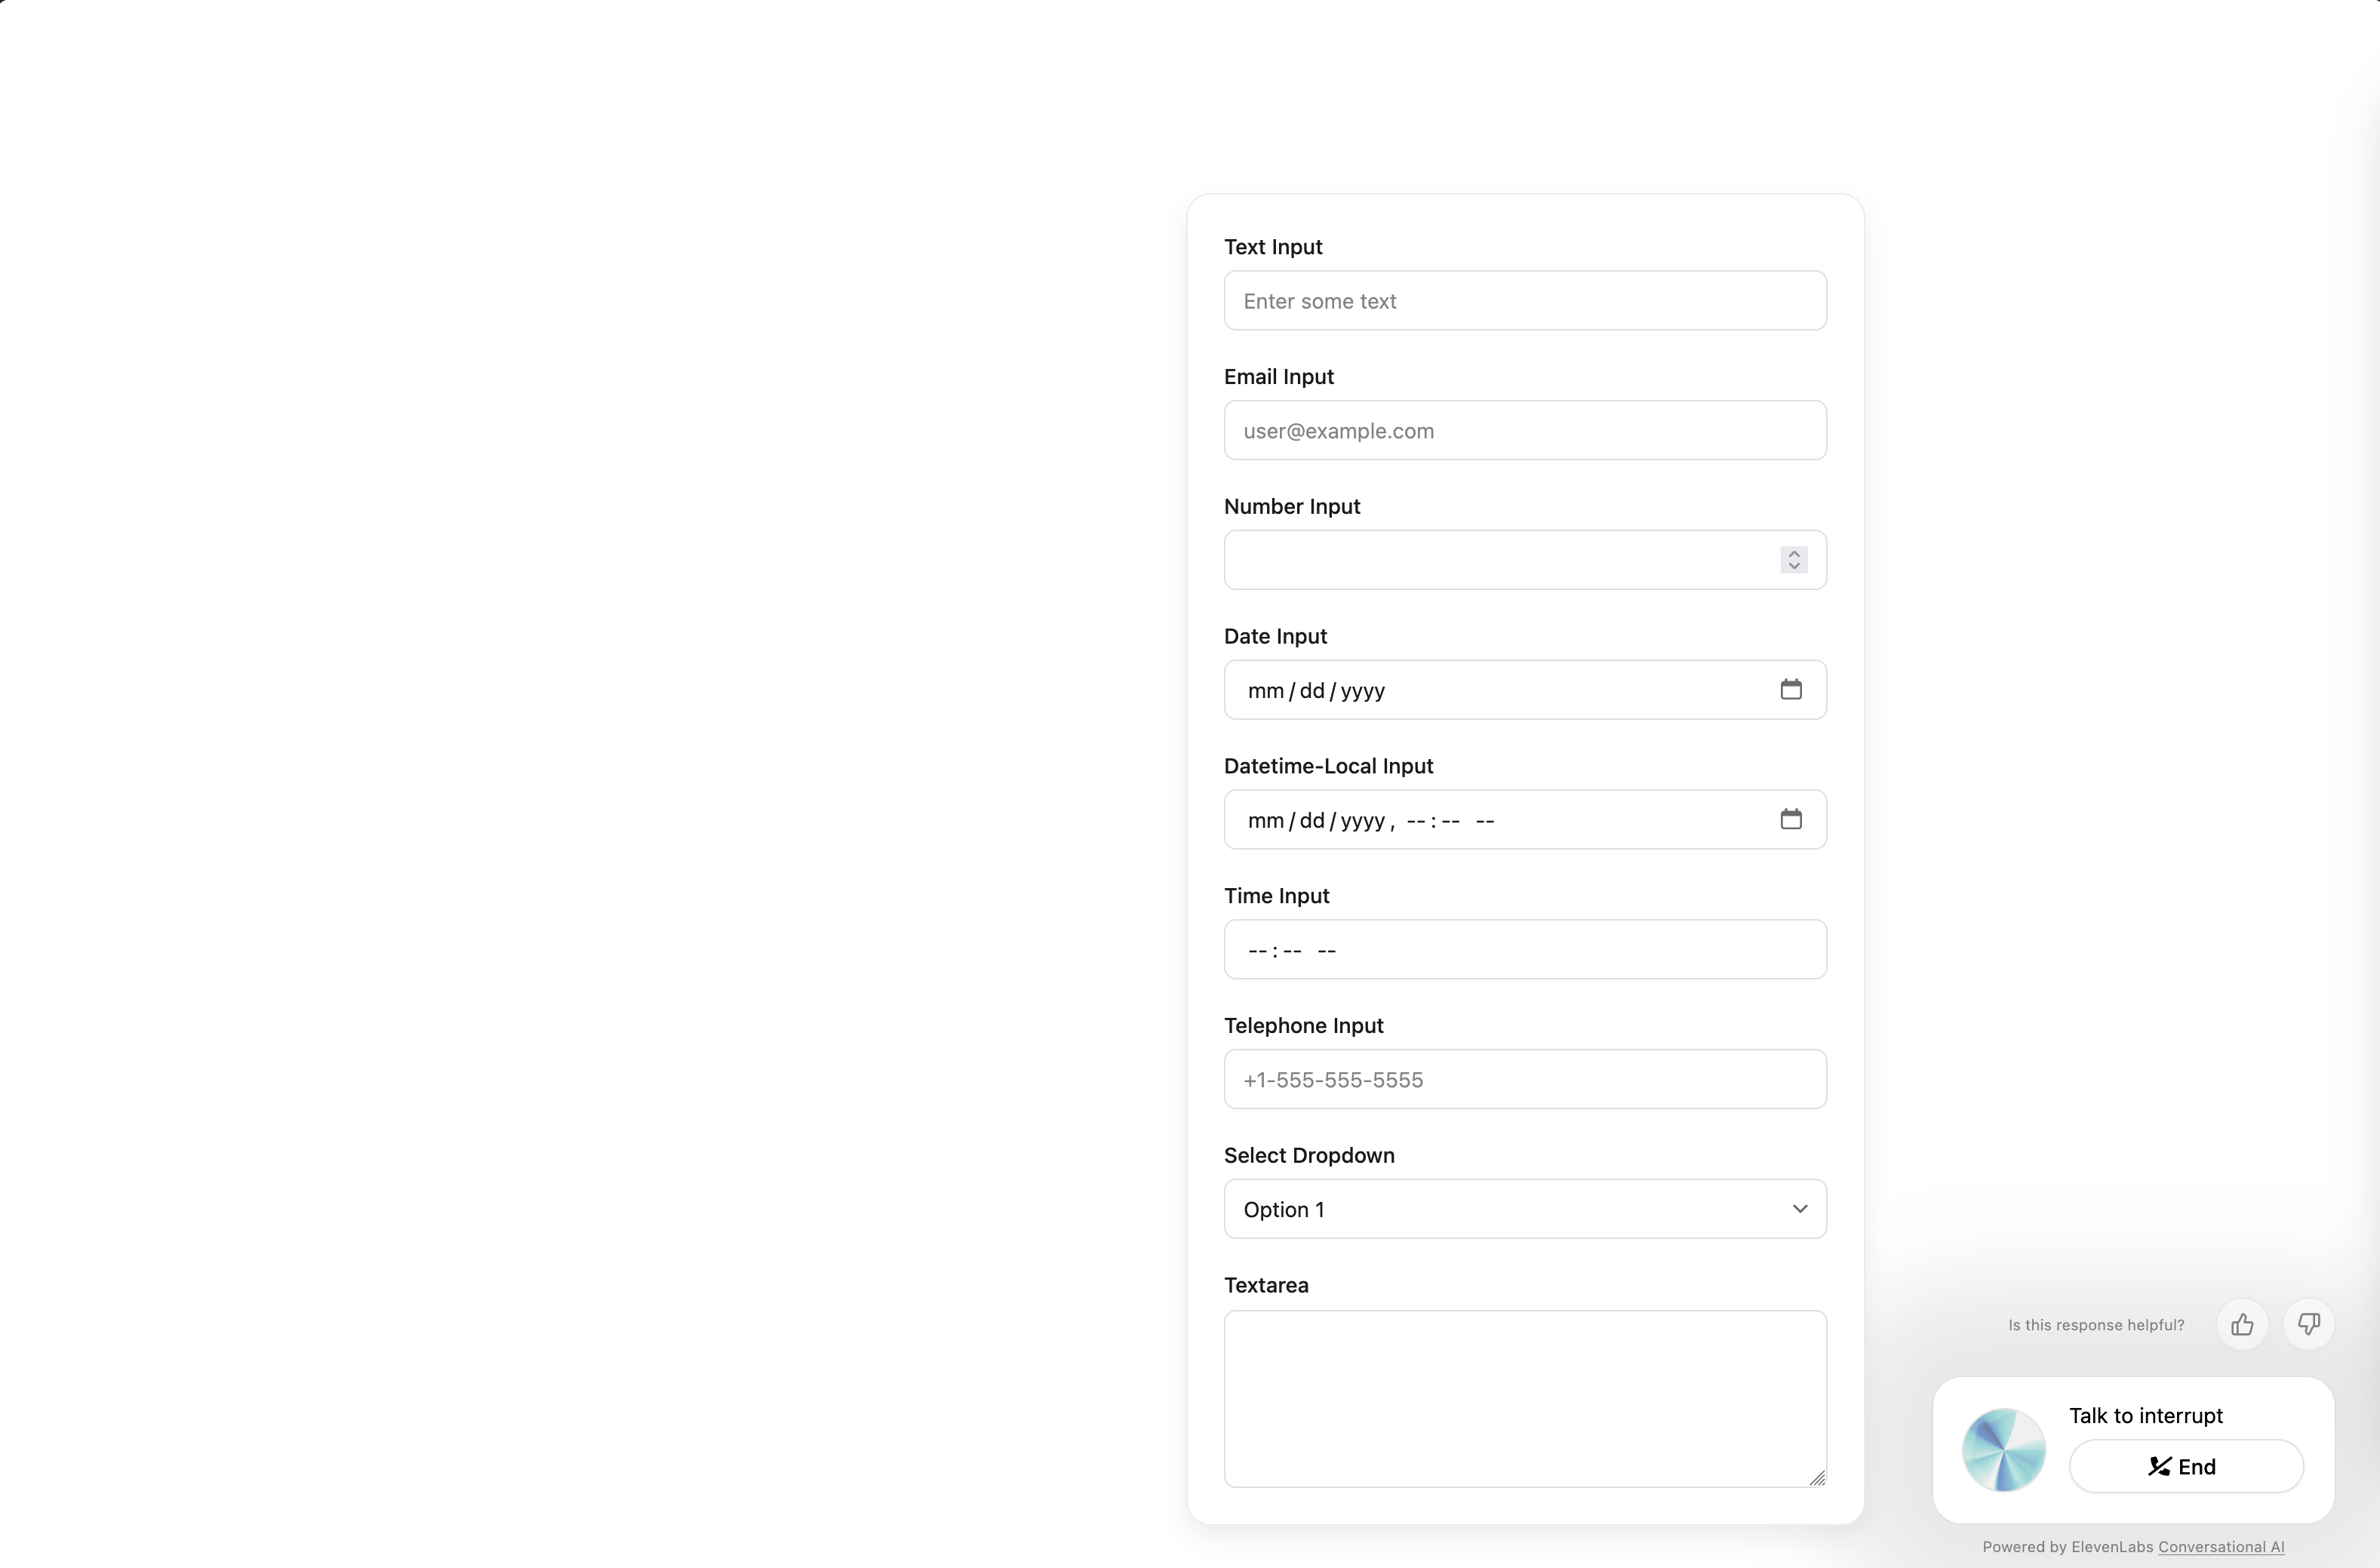 Text Input
Enter some text
Email Input
user@example.com
Number Input
Date Input
mm/dd/yyyy
Datetime-Local Input
mm/dd/yyyy, --:-- --
Time Input
--:-- --
Telephone Input
+1-555-555-5555
Select Dropdown
Option 1
Textarea
Is this response helpful?
Talk to interrupt
End
Powered by ElevenLabs Conversational AI